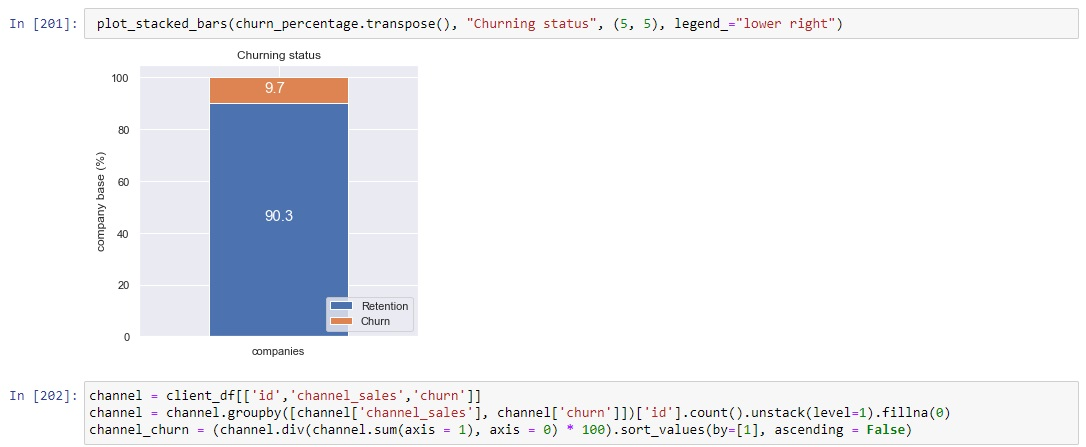 In [201]: plot_stacked_bars(churn_percentage.transpose(), "Churning status", (5, 5), legend_="lower right")
Churning status
100
80
60
40
20
0
company base (%)
9.7
90.3
Retention
Churn
companies
In [202]: channel = client_df[['id','channel_sales','churn']]
channel = channel.groupby([channel['channel_sales'], channel['churn']])['id'].count().unstack(level=1).fillna(0)
channel_churn = (channel.div(channel.sum(axis = 1), axis = 0) * 100).sort_values(by=[1], ascending = False)